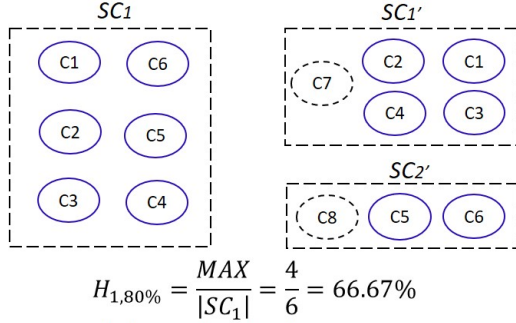 SC1
C1 C6
C2 C5
C3 C4
SC1′
C7 C2 C1
C4 C3
SC2′
C8 C5 C6
H1,80% = MAX / |SC1| = 4 / 6 = 66.67%